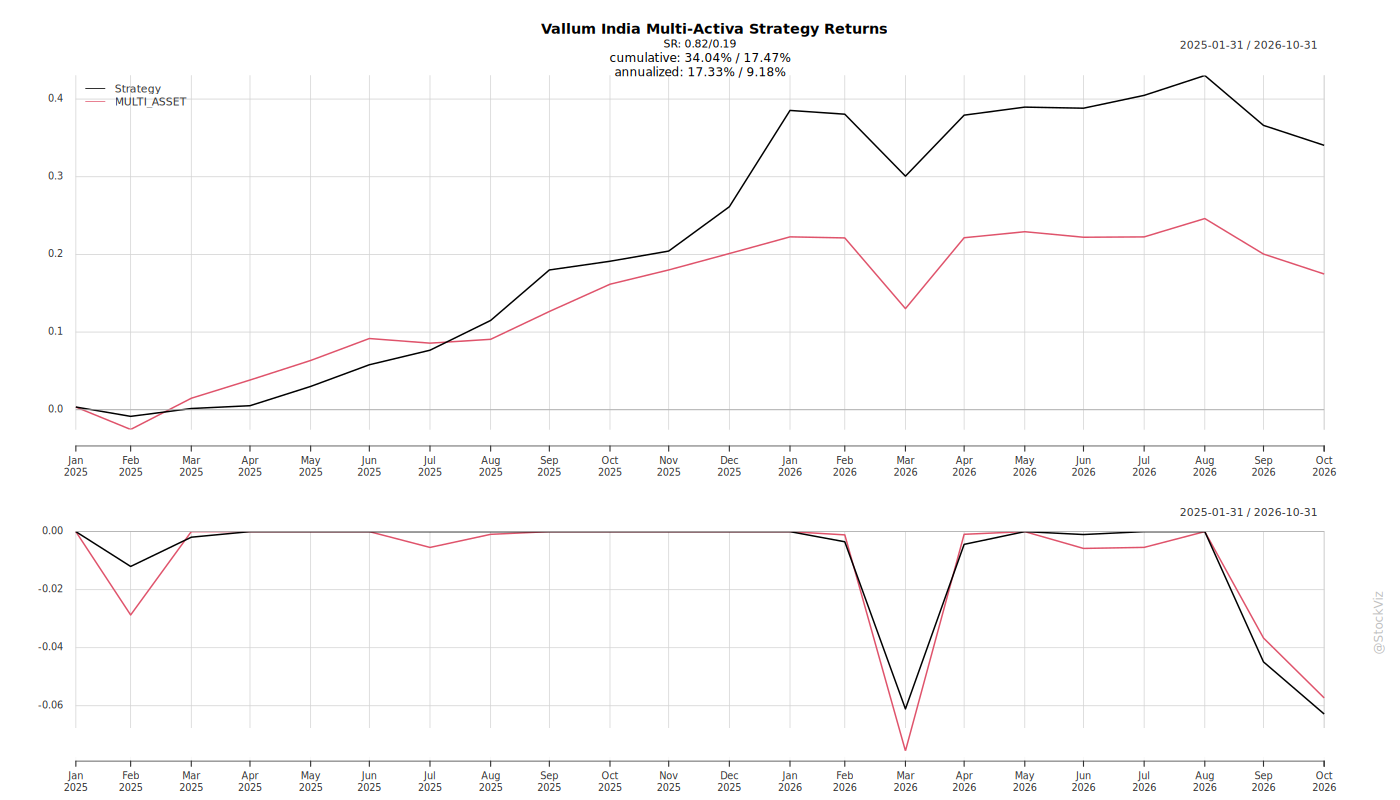 Vallum India Multi-Activa Strategy Returns
SR: 0.82/0.19
cumulative: 34.04% / 17.47%
annualized: 17.33% / 9.18%
2025-01-31 / 2026-10-31
Strategy
MULTI_ASSET
0.4
0.3
0.2
0.1
0.0
Jan Feb Mar Apr May Jun Jul Aug Sep Oct Nov Dec Jan Feb Mar Apr May Jun Jul Aug Sep Oct
2025 2025 2025 2025 2025 2025 2025 2025 2025 2025 2025 2025 2026 2026 2026 2026 2026 2026 2026 2026 2026 2026
2025-01-31 / 2026-10-31
0.00
-0.02
-0.04
-0.06
Jan Feb Mar Apr May Jun Jul Aug Sep Oct Nov Dec Jan Feb Mar Apr May Jun Jul Aug Sep Oct
2025 2025 2025 2025 2025 2025 2025 2025 2025 2025 2025 2025 2026 2026 2026 2026 2026 2026 2026 2026 2026 2026
@StockViz